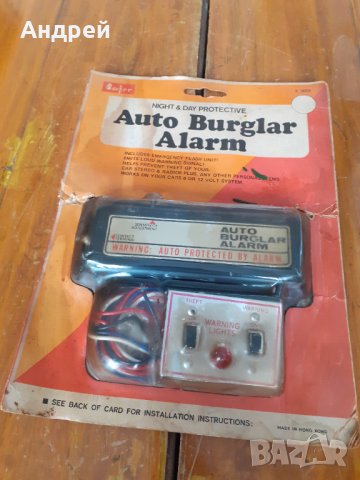 Андрей
NIGHT & DAY PROTECTIVE
Auto Burglar
Alarm
INCLUDES EMERGENCY FLASH UNIT!
EMITS LOUD WARNING SIGNAL!
HELPS PREVENT THEFT OF YOUR
CAR STEREO & RADIOS PLUS, ANY OTHER PERSONAL ITEMS
WORKS ON YOUR CARS 6 OR 12 VOLT SYSTEM
AUTO
BURGLAR
ALARM
WARNING: AUTO PROTECTED BY ALARM
THEFT
WARNING
WARNING
LIGHTS
■ SEE BACK OF CARD FOR INSTALLATION INSTRUCTIONS:
MADE IN HONG KONG
BAZAR